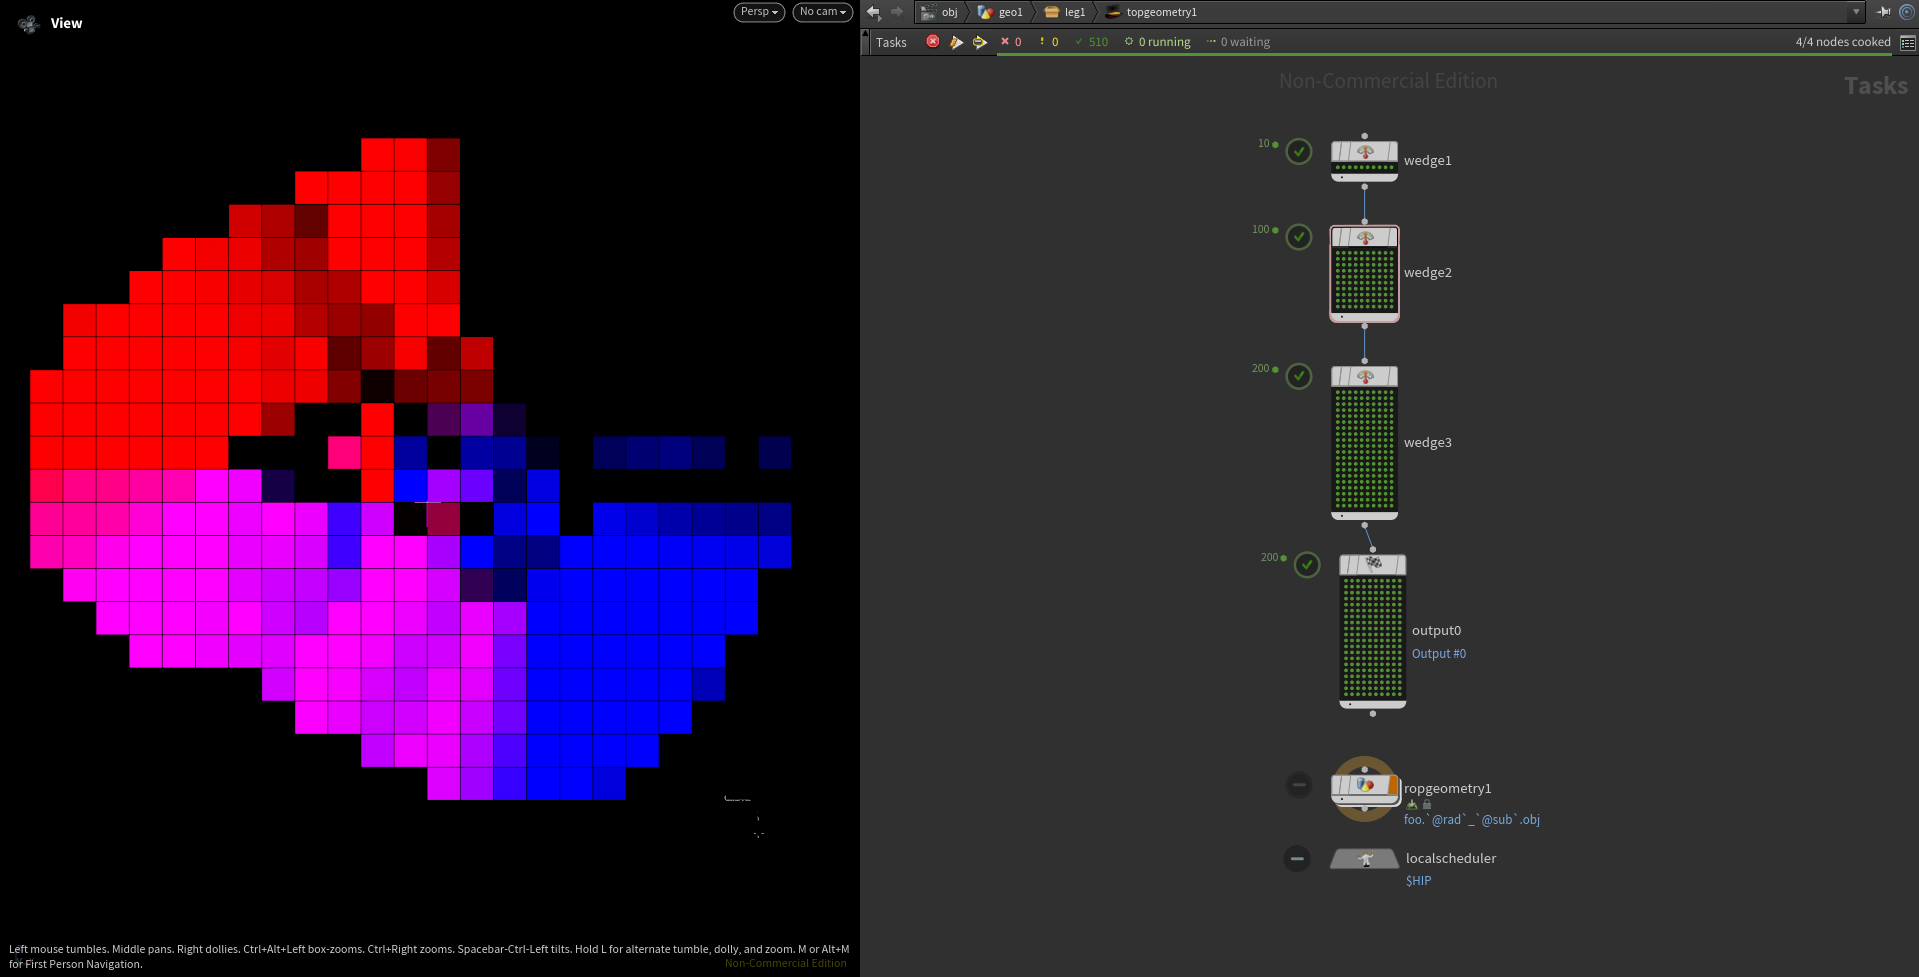 View
Persp
No cam
Left mouse tumbles. Middle pans. Right dollies. Ctrl+Alt+Left box-zooms. Ctrl+Right zooms. Spacebar-Ctrl-Left tilts. Hold L for alternate tumble, dolly, and zoom. M or Alt+M
for First Person Navigation.
Non-Commercial Edition
obj
geo1
leg1
topgeometry1
Tasks
0
0
510
0 running
0 waiting
4/4 nodes cooked
Non-Commercial Edition
Tasks
10
wedge1
100
wedge2
200
wedge3
200
output0
Output #0
ropgeometry1
foo.`@rad`_`@sub`.obj
localscheduler
$HIP